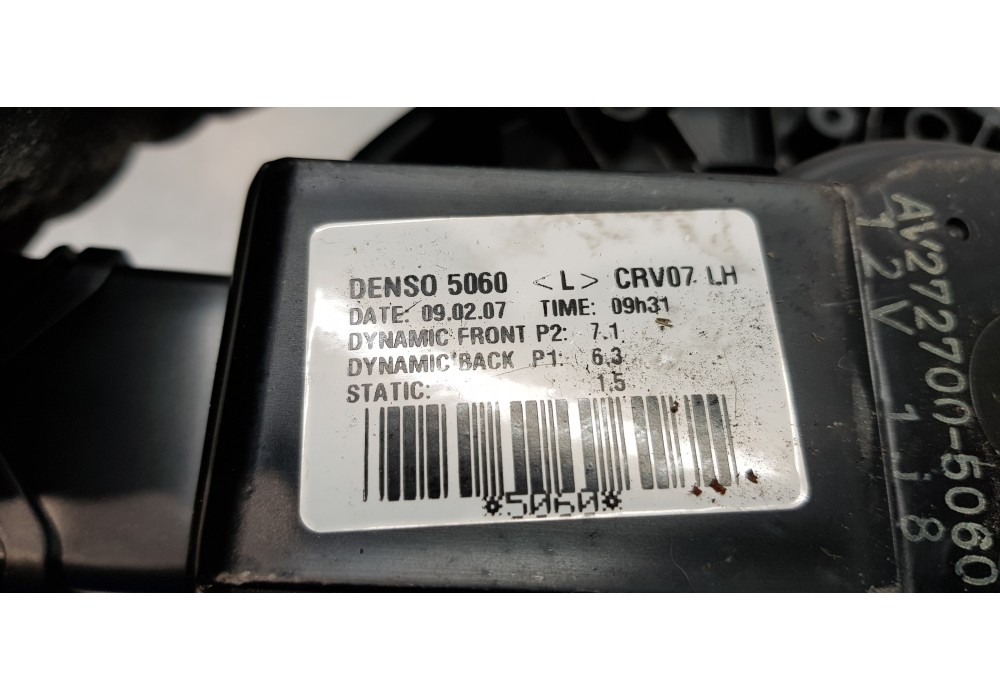 DENSO 5060 <L> CRV07 LH
DATE: 09.02.07 TIME: 09h31
DYNAMIC FRONT P2: 7.1
DYNAMIC BACK P1: 6.3
STATIC: 1.5
*5060*
AV272700-5060
12V 1J8